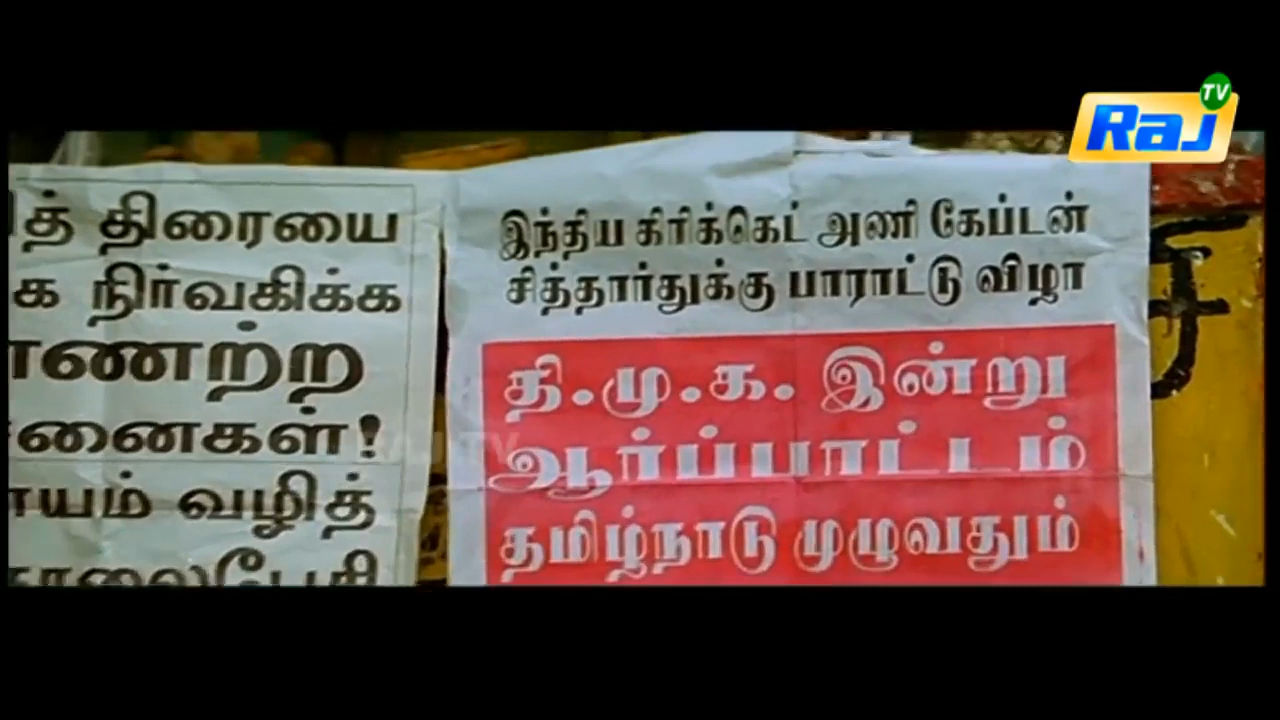 Raj TV
த் திரையை
க நிர்வகிக்க
ணற்ற
னைகள்!
யம் வழித்
இந்திய கிரிக்கெட் அணி கேப்டன்
சித்தார்துக்கு பாராட்டு விழா
தி.மு.க. இன்று
ஆர்ப்பாட்டம்
தமிழ்நாடு முழுவதும்